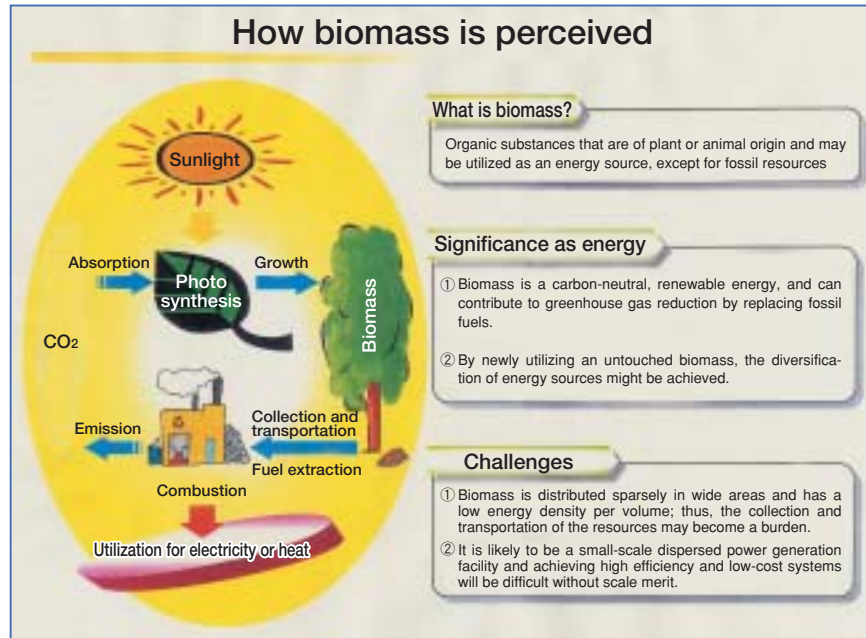 How biomass is perceived
Sunlight
Absorption
Photo
synthesis
Growth
Biomass
CO₂
Emission
Collection and
transportation
Fuel extraction
Combustion
Utilization for electricity or heat
What is biomass?
Organic substances that are of plant or animal origin and may
be utilized as an energy source, except for fossil resources
Significance as energy
① Biomass is a carbon-neutral, renewable energy, and can
contribute to greenhouse gas reduction by replacing fossil
fuels.
② By newly utilizing an untouched biomass, the diversifica-
tion of energy sources might be achieved.
Challenges
① Biomass is distributed sparsely in wide areas and has a
low energy density per volume; thus, the collection and
transportation of the resources may become a burden.
② It is likely to be a small-scale dispersed power generation
facility and achieving high efficiency and low-cost systems
will be difficult without scale merit.